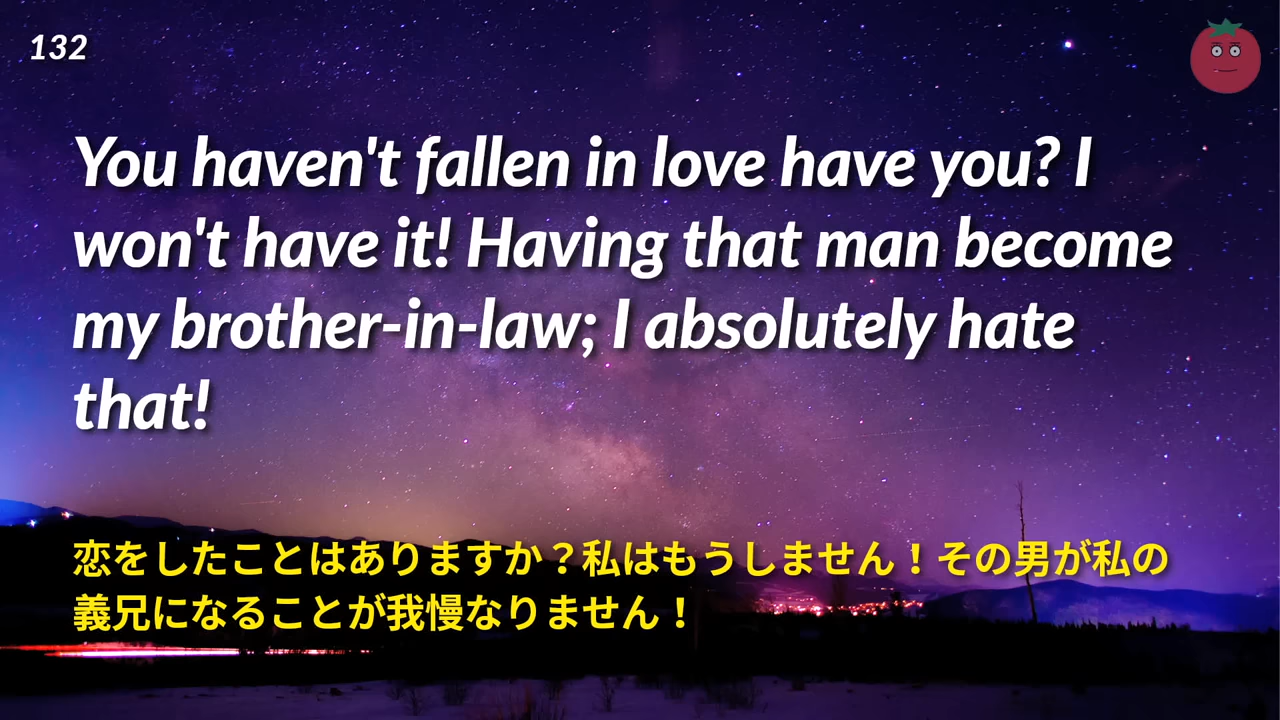 132
You haven't fallen in love have you? I
won't have it! Having that man become
my brother-in-law; I absolutely hate
that!
恋をしたことはありますか？私はもうしません！その男が私の
義兄になることが我慢なりません！